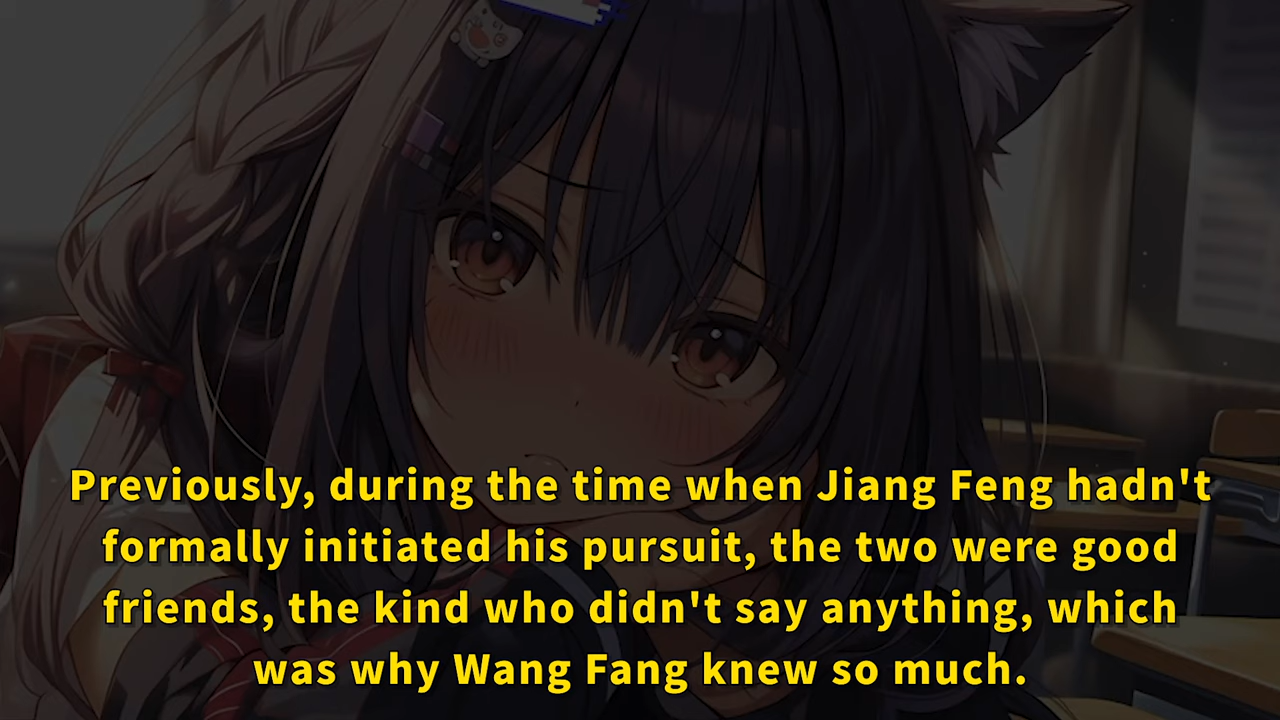 Previously, during the time when Jiang Feng hadn't
formally initiated his pursuit, the two were good
friends, the kind who didn't say anything, which
was why Wang Fang knew so much.